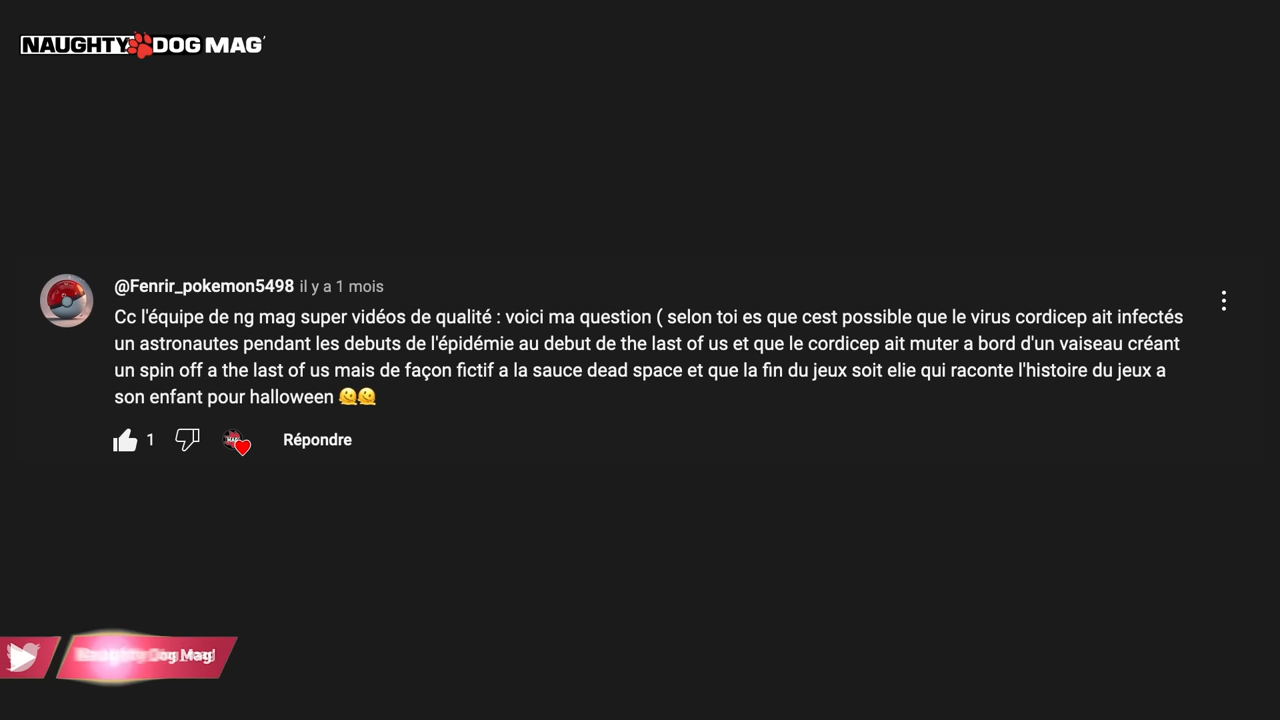 NAUGHTY DOG MAG'
@Fenrir_pokemon5498 il y a 1 mois
Cc l'équipe de ng mag super vidéos de qualité : voici ma question ( selon toi es que cest possible que le virus cordicep ait infectés
un astronautes pendant les debuts de l'épidémie au debut de the last of us et que le cordicep ait muter a bord d'un vaiseau créant
un spin off a the last of us mais de façon fictif a la sauce dead space et que la fin du jeux soit elie qui raconte l'histoire du jeux a
son enfant pour halloween 🫠🫠
1 Répondre
Dog Mag